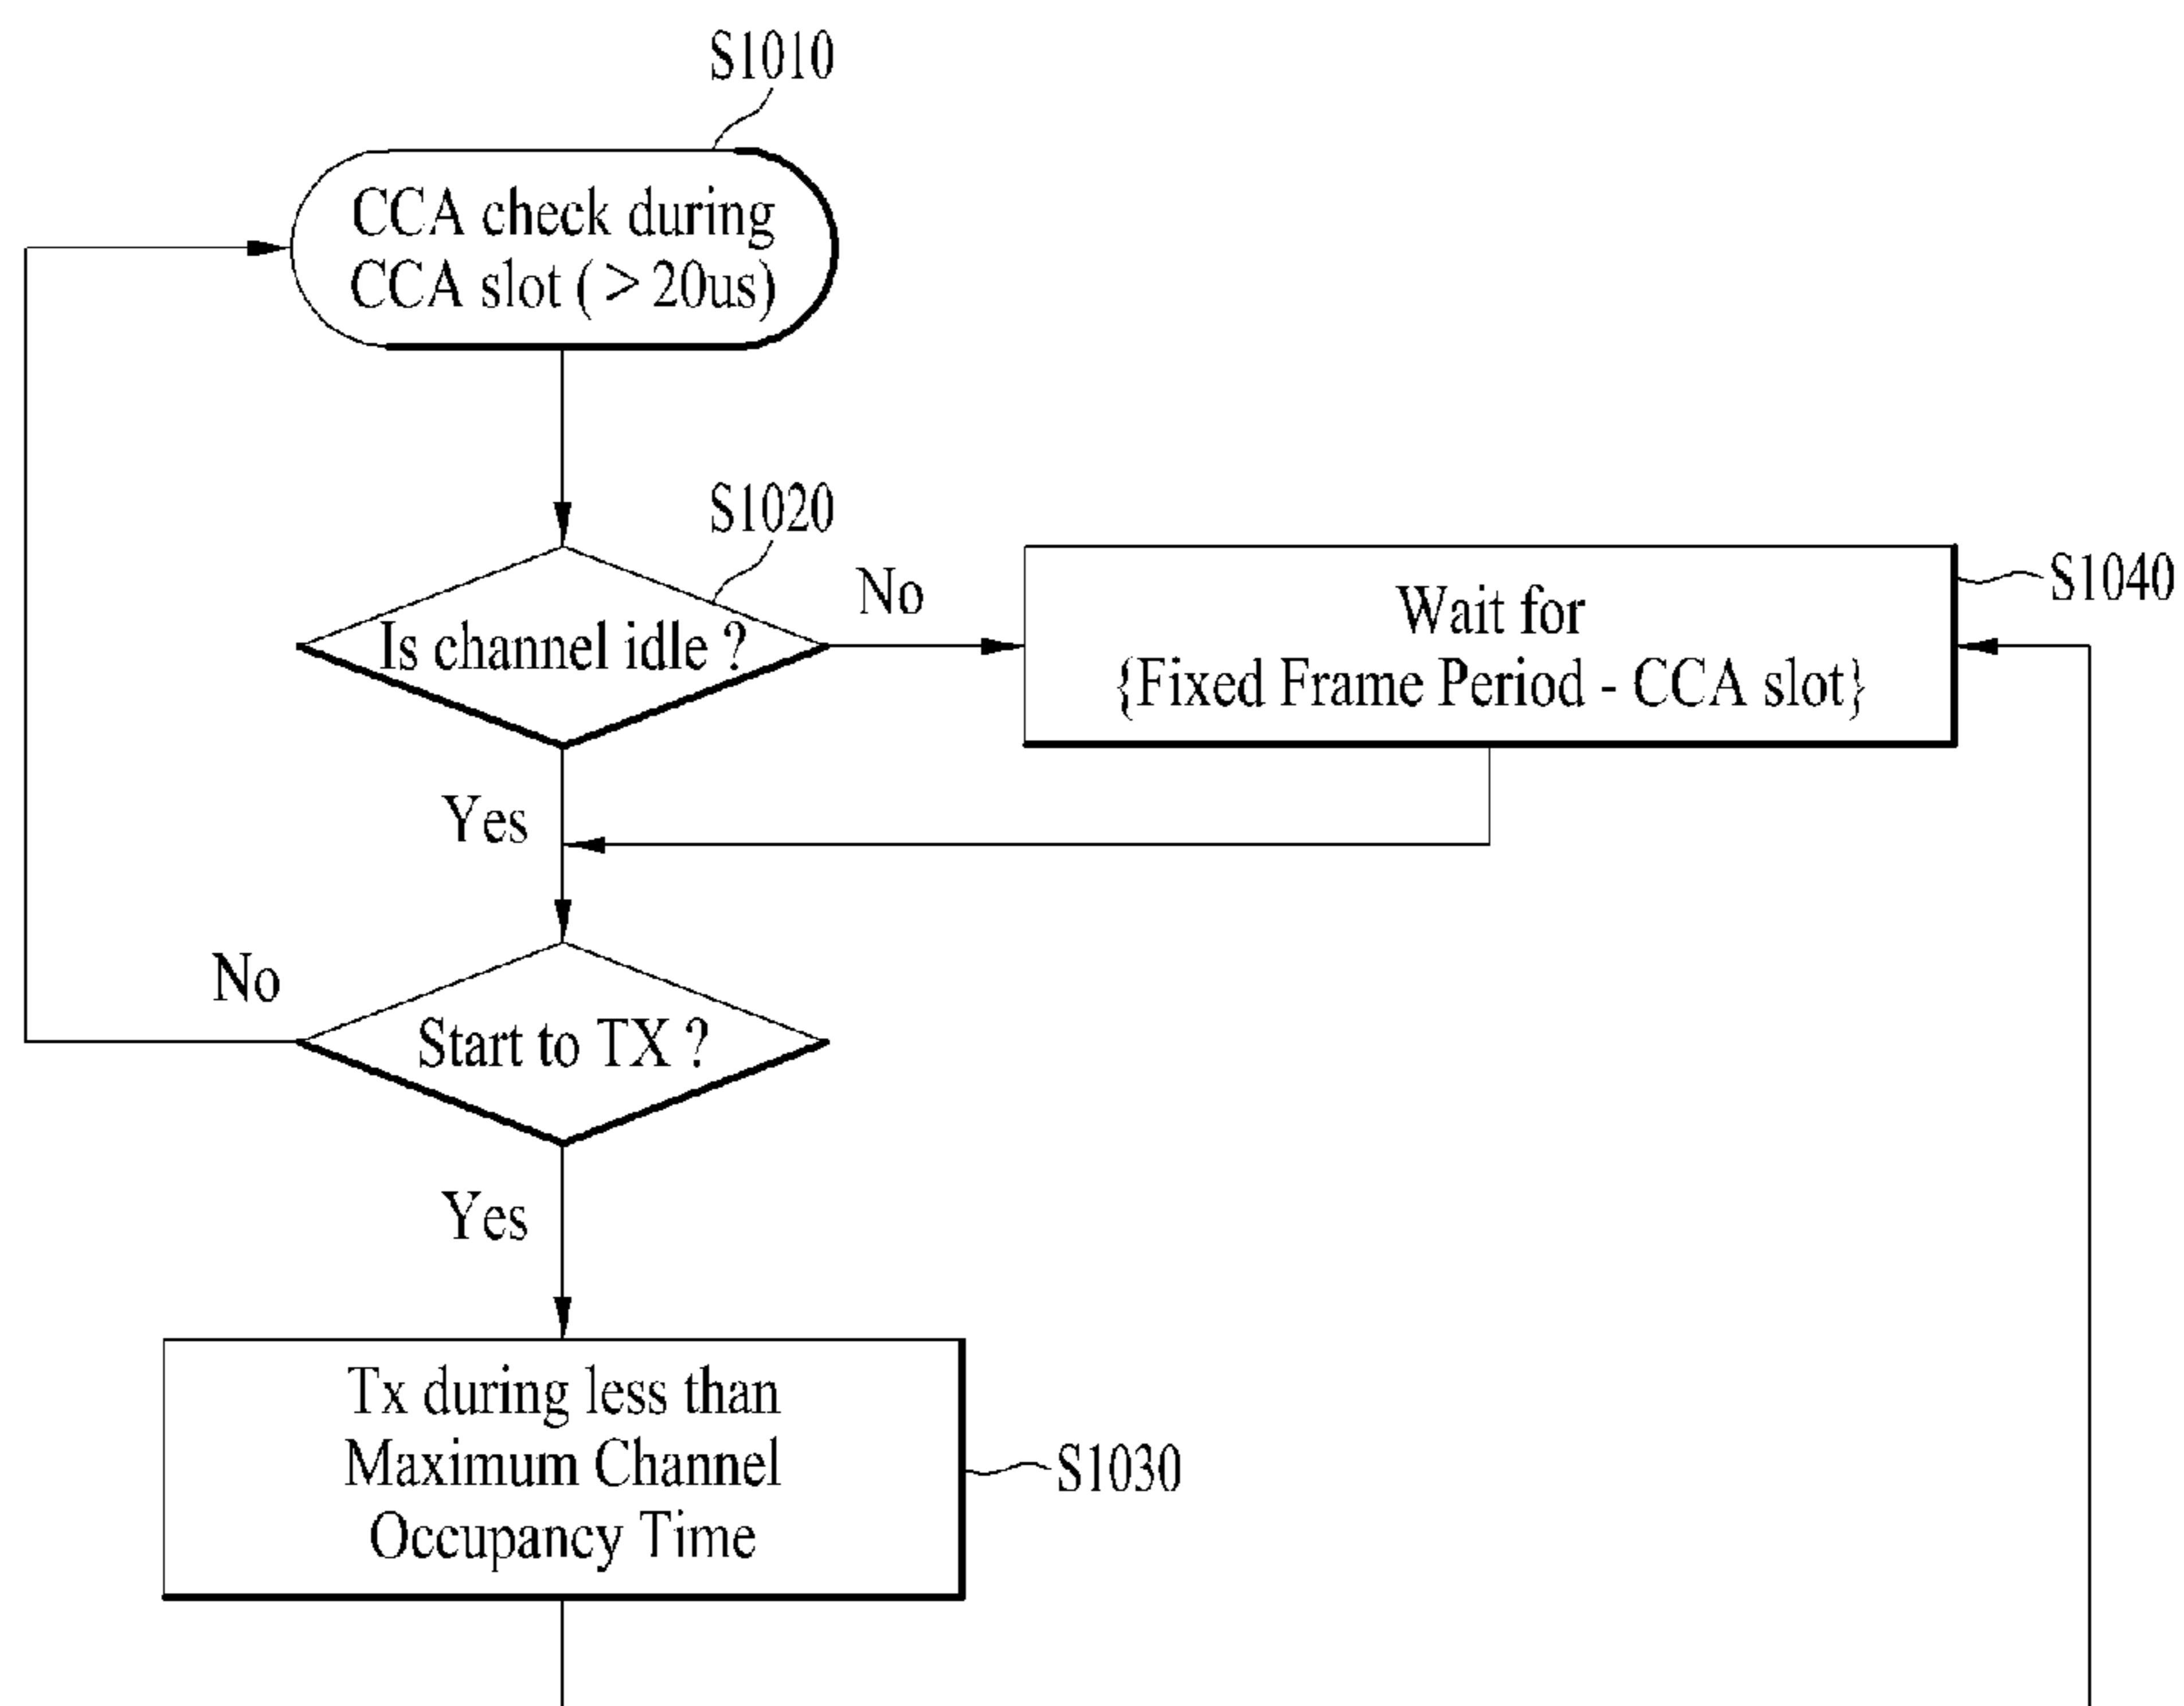 S1010
CCA check during
CCA slot ( > 20us)
S1020
Is channel idle ?
No
Wait for
{Fixed Frame Period - CCA slot}
S1040
Yes
No
Start to TX ?
Yes
Tx during less than
Maximum Channel
Occupancy Time
S1030